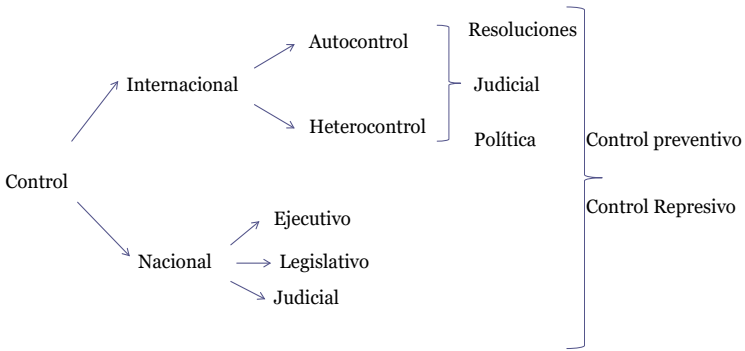 Control
Internacional
Autocontrol
Heterocontrol
Resoluciones
Judicial
Política
Nacional
Ejecutivo
Legislativo
Judicial
Control preventivo
Control Represivo